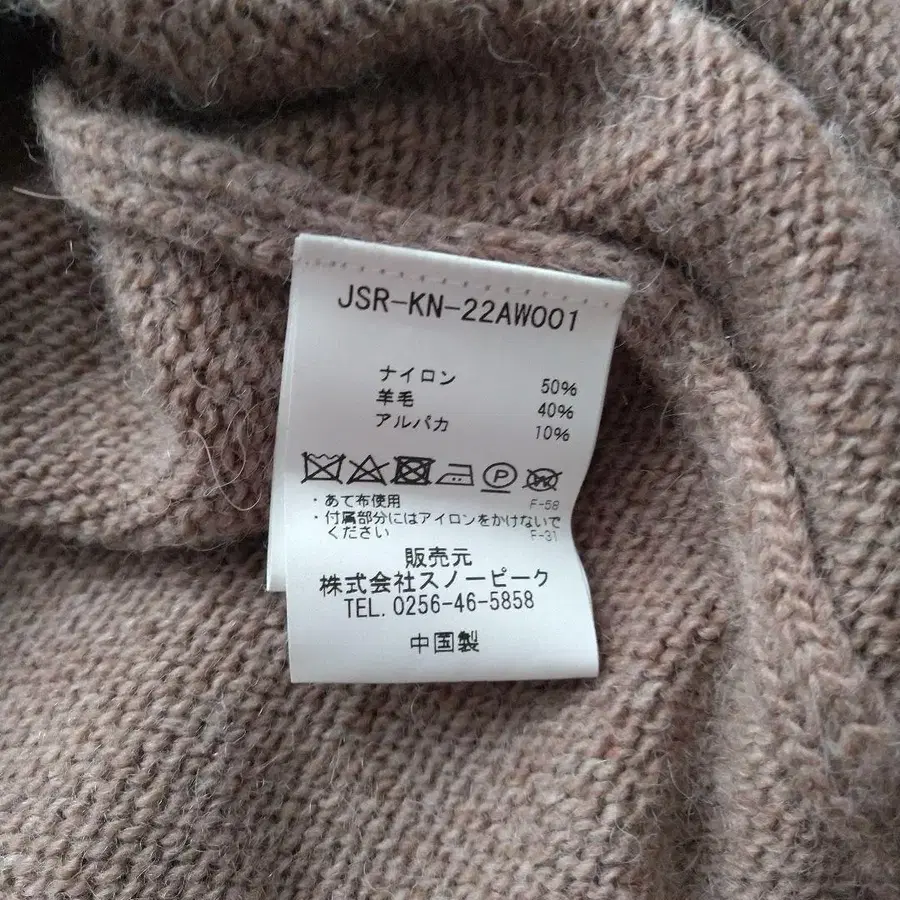 JSR-KN-22AW001
ナイロン 50%
羊毛 40%
アルパカ 10%
P W
・あて布使用 F-58
・付属部分にはアイロンをかけないで
ください F-31
販売元
株式会社スノーピーク
TEL.0256-46-5858
中国製